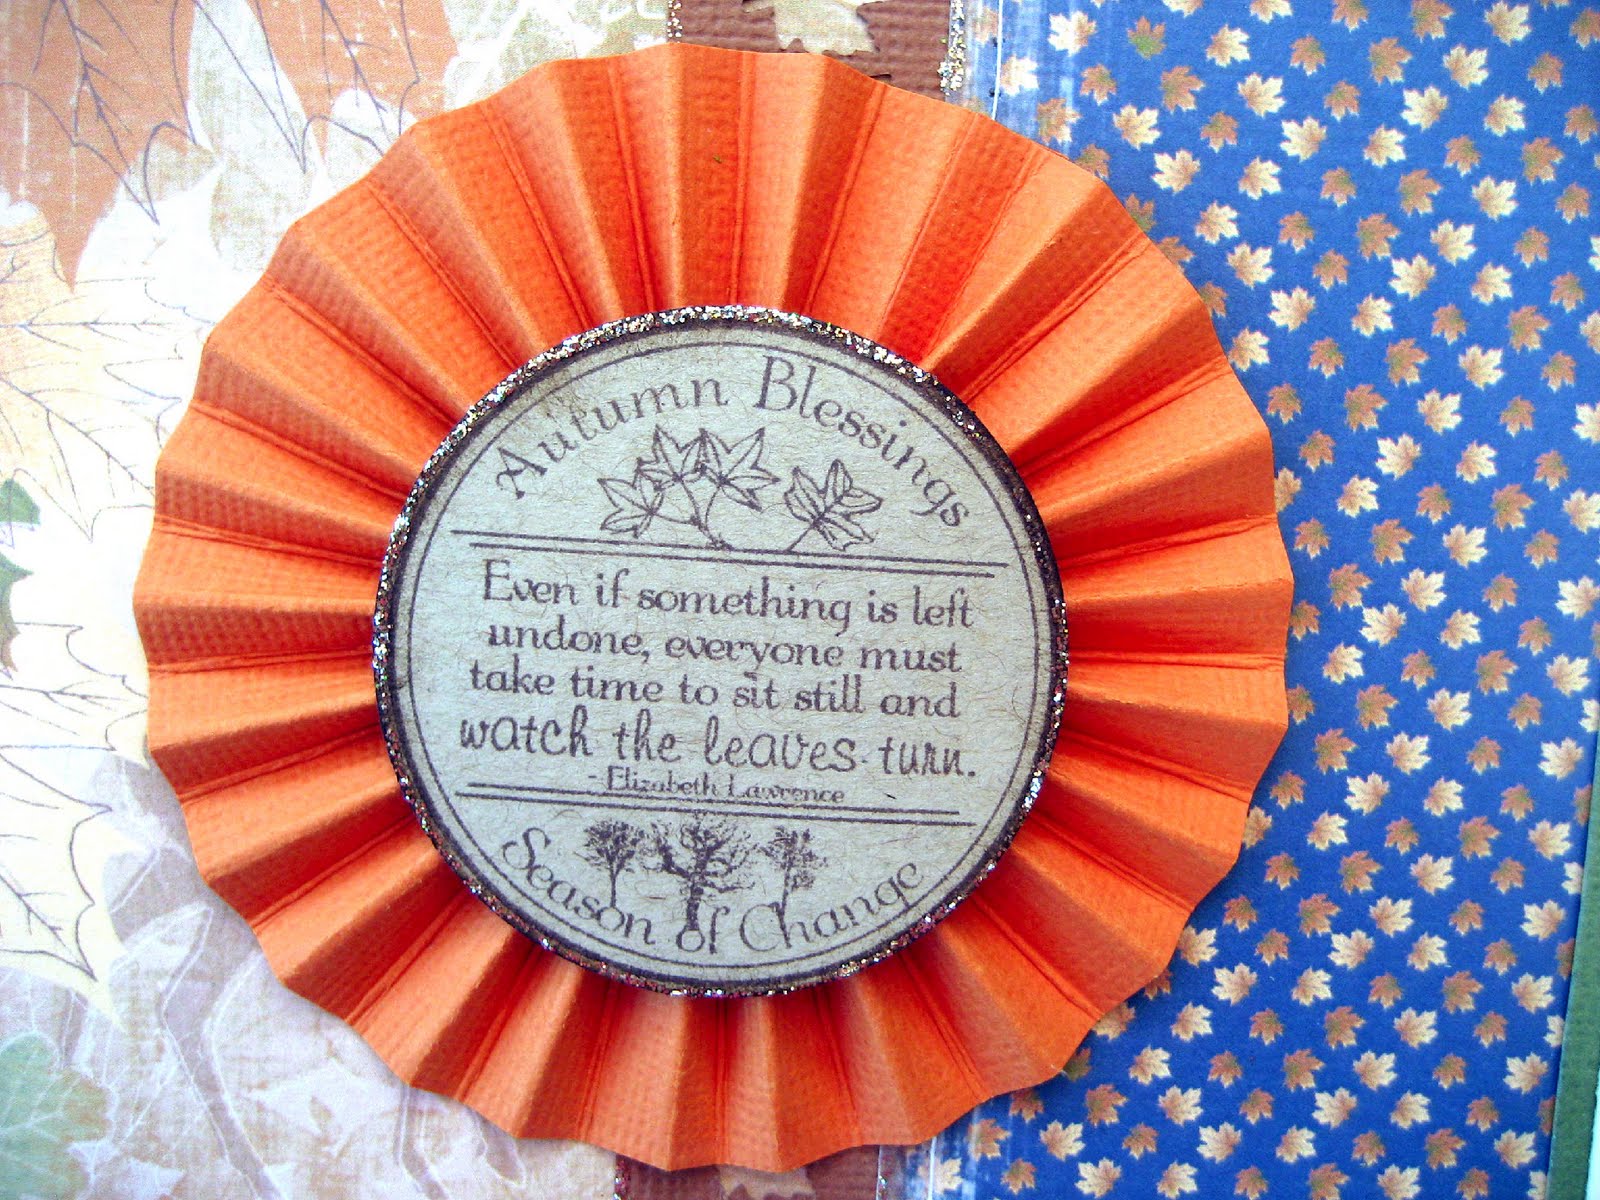 Autumn Blessings
Even if something is left
undone, everyone must
take time to sit still and
watch the leaves turn.
- Elizabeth Lawrence
Season of Change